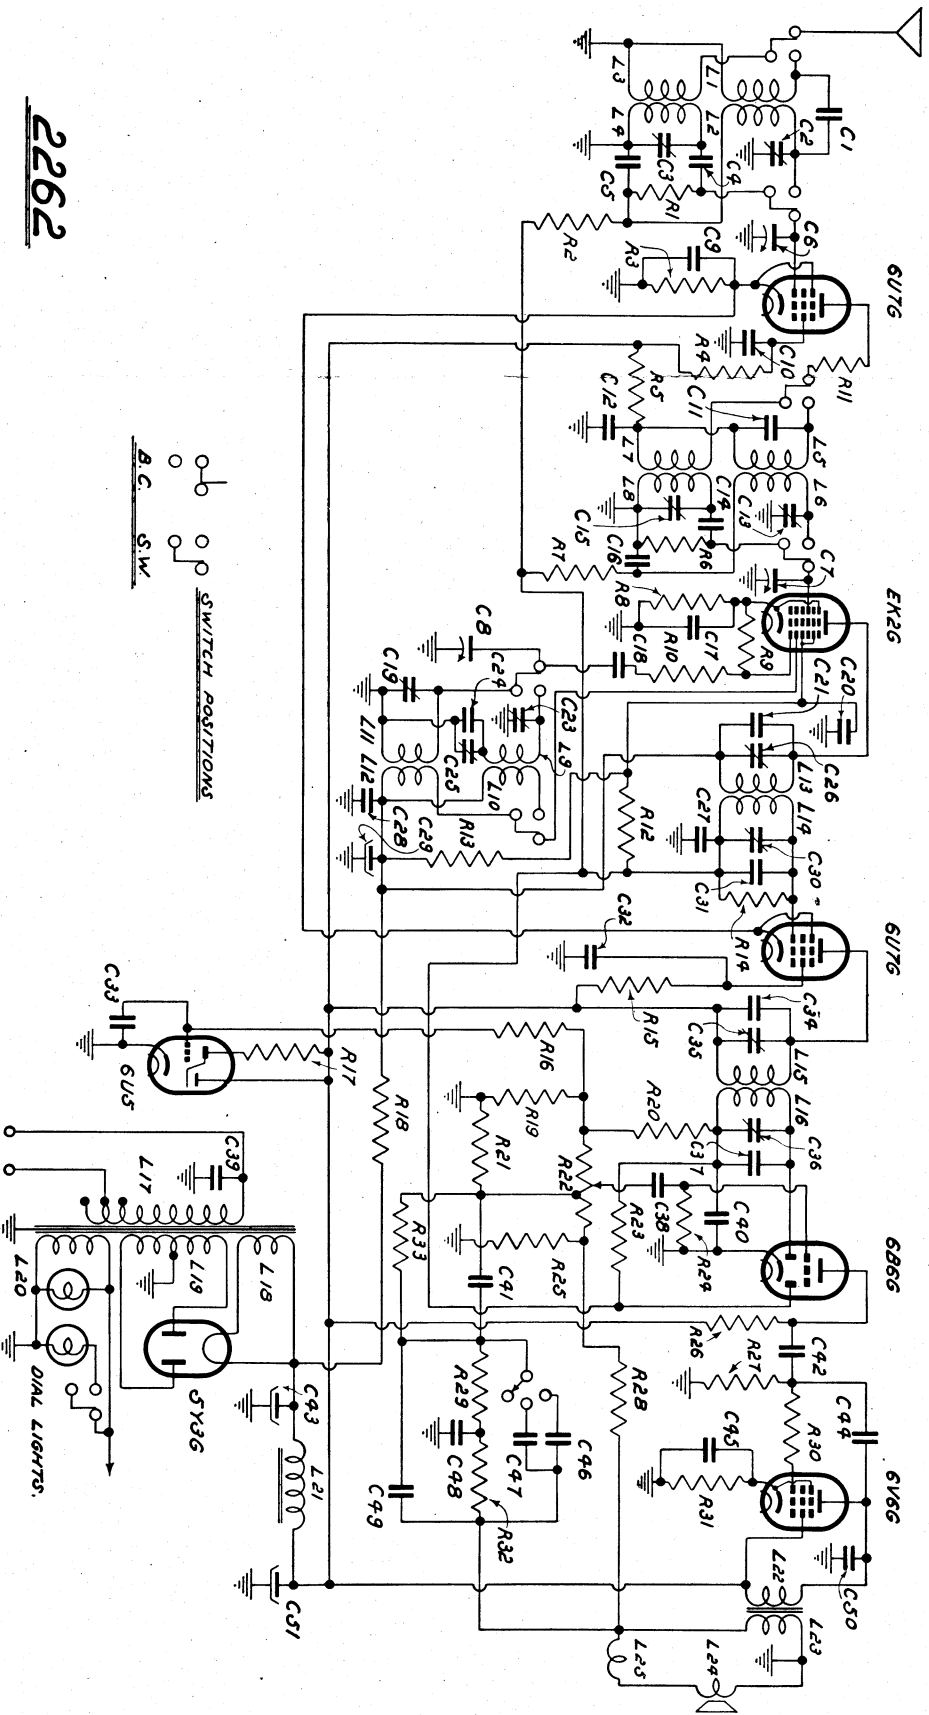 6U7G
EK2G
6U7G
6B6G
6V6G
C1
C2
L1
L2
L3
L4
C3
C4
C5
R1
R2
C6
C9
R3
C10
R4
R11
R5
C11
C12
L5
L6
L7
L8
C13
C14
C15
C16
R6
R7
C7
R8
C17
R9
R10
C18
C8
C19
C24
C23
L9
L10
L11
L12
C25
C28
C29
R13
C20
C21
C26
L13
L14
C27
C30
C31
R12
R14
C32
R15
C34
C35
L15
L16
C36
C37
R16
R19
R20
R21
R22
R23
C38
R24
C40
R25
C41
R33
R26
C42
R27
R28
R29
R30
C44
C45
R31
C46
C47
C48
C49
R32
C50
L22
L23
L24
L25
C33
6U5
R17
R18
C39
L17
L18
L19
L20
5Y3G
C43
L21
C51
DIAL LIGHTS.
B.C.
S.W
SWITCH POSITIONS
2262